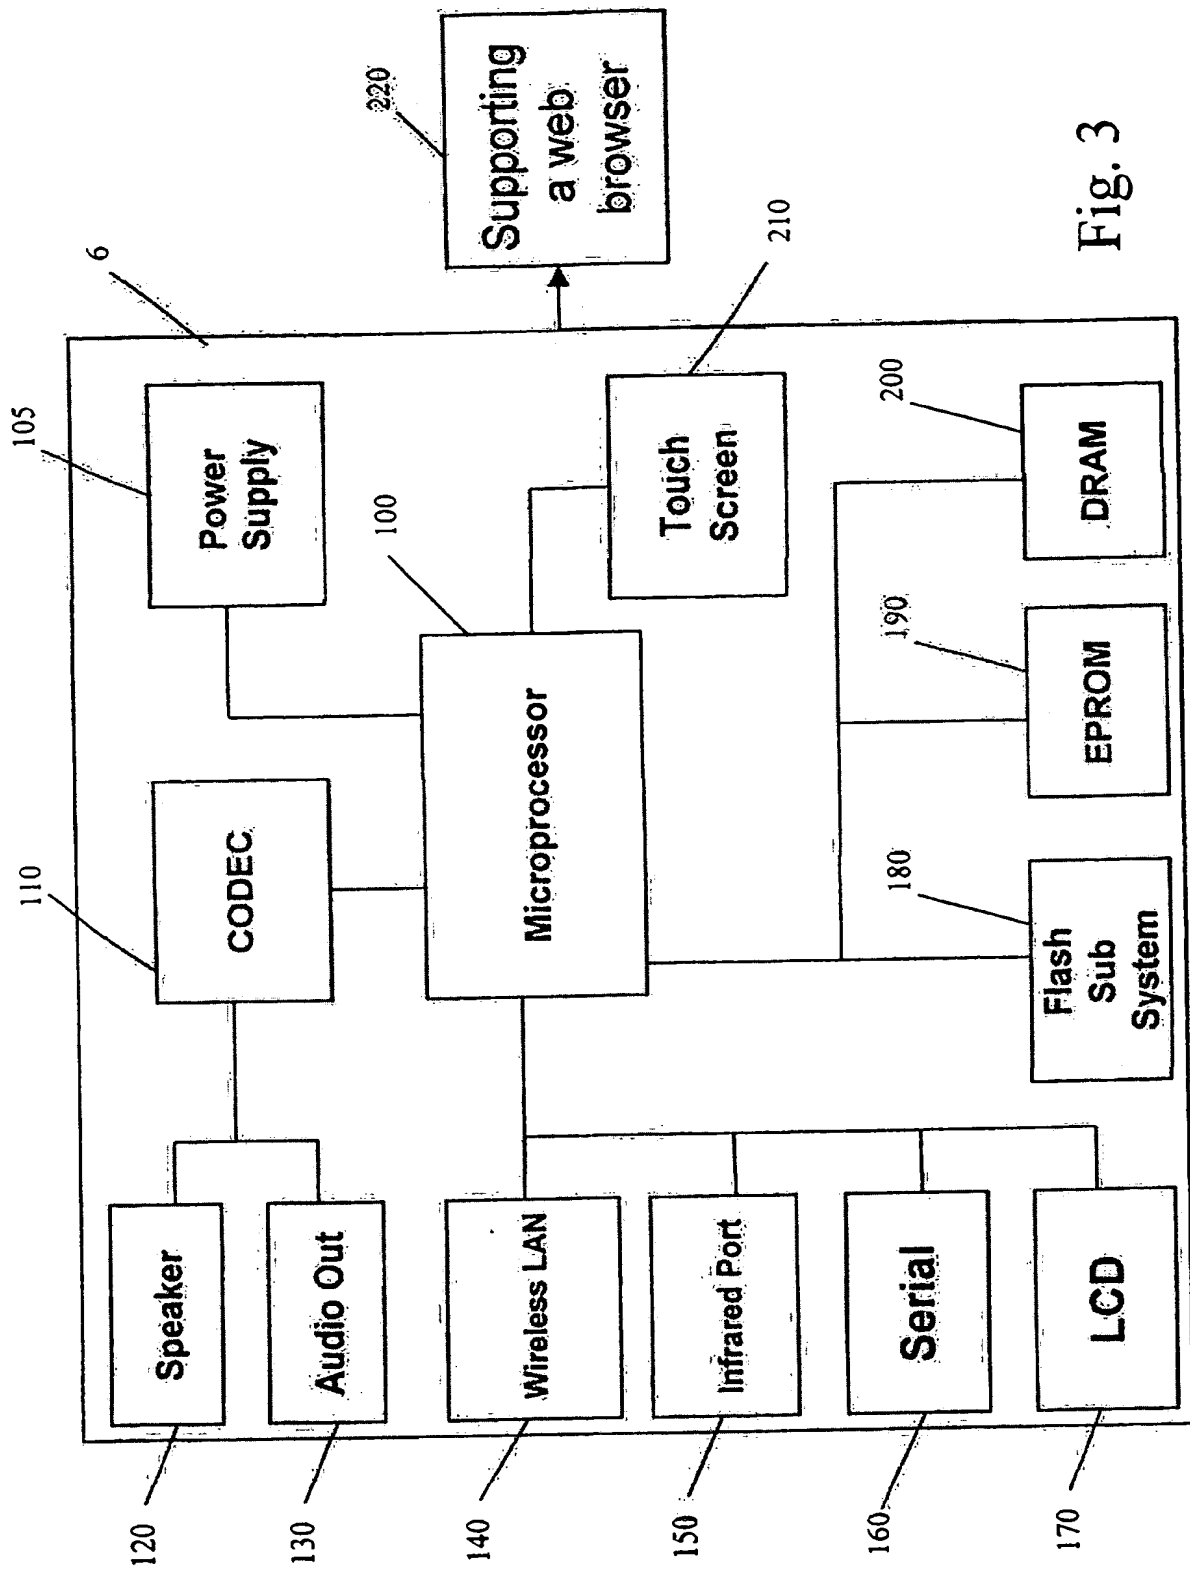 120
Speaker
130
Audio Out
140
Wireless LAN
150
Infrared Port
160
Serial
170
LCD
110
CODEC
105
Power
Supply
6
100
Microprocessor
210
Touch
Screen
180
Flash
Sub
System
190
EPROM
200
DRAM
220
Supporting
a web
browser
Fig. 3